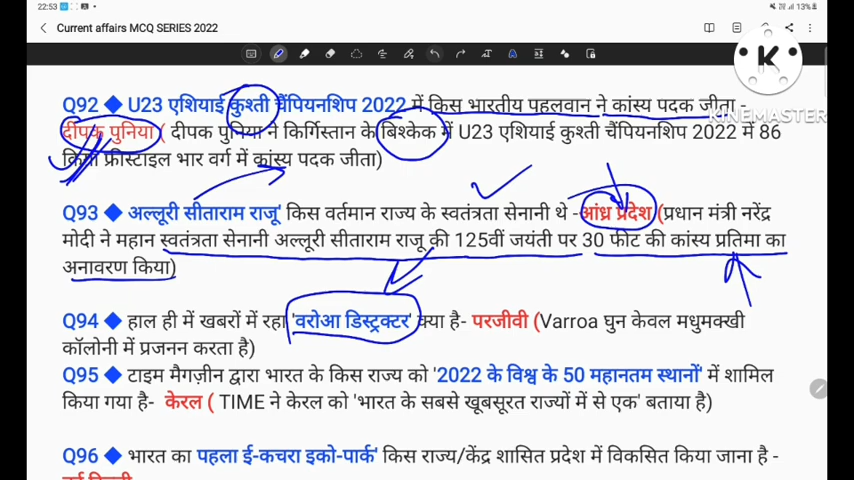 22:53
13%
Current affairs MCQ SERIES 2022
K
KINEMASTER
Q92 ◆ U23 एशियाई कुश्ती चैंपियनशिप 2022 में किस भारतीय पहलवान ने कांस्य पदक जीता -
दीपक पुनिया ( दीपक पुनिया ने किर्गिस्तान के बिश्केक में U23 एशियाई कुश्ती चैंपियनशिप 2022 में 86
किग्रा फ्रीस्टाइल भार वर्ग में कांस्य पदक जीता)
Q93 ◆ अल्लूरी सीताराम राजू' किस वर्तमान राज्य के स्वतंत्रता सेनानी थे - आंध्र प्रदेश (प्रधान मंत्री नरेंद्र
मोदी ने महान स्वतंत्रता सेनानी अल्लूरी सीताराम राजू की 125वीं जयंती पर 30 फीट की कांस्य प्रतिमा का
अनावरण किया)
Q94 ◆ हाल ही में खबरों में रहा 'वरोआ डिस्ट्रक्टर' क्या है- परजीवी (Varroa घुन केवल मधुमक्खी
कॉलोनी में प्रजनन करता है)
Q95 ◆ टाइम मैगज़ीन द्वारा भारत के किस राज्य को '2022 के विश्व के 50 महानतम स्थानों' में शामिल
किया गया है- केरल ( TIME ने केरल को 'भारत के सबसे खूबसूरत राज्यों में से एक' बताया है)
Q96 ◆ भारत का पहला ई-कचरा इको-पार्क' किस राज्य/केंद्र शासित प्रदेश में विकसित किया जाना है -